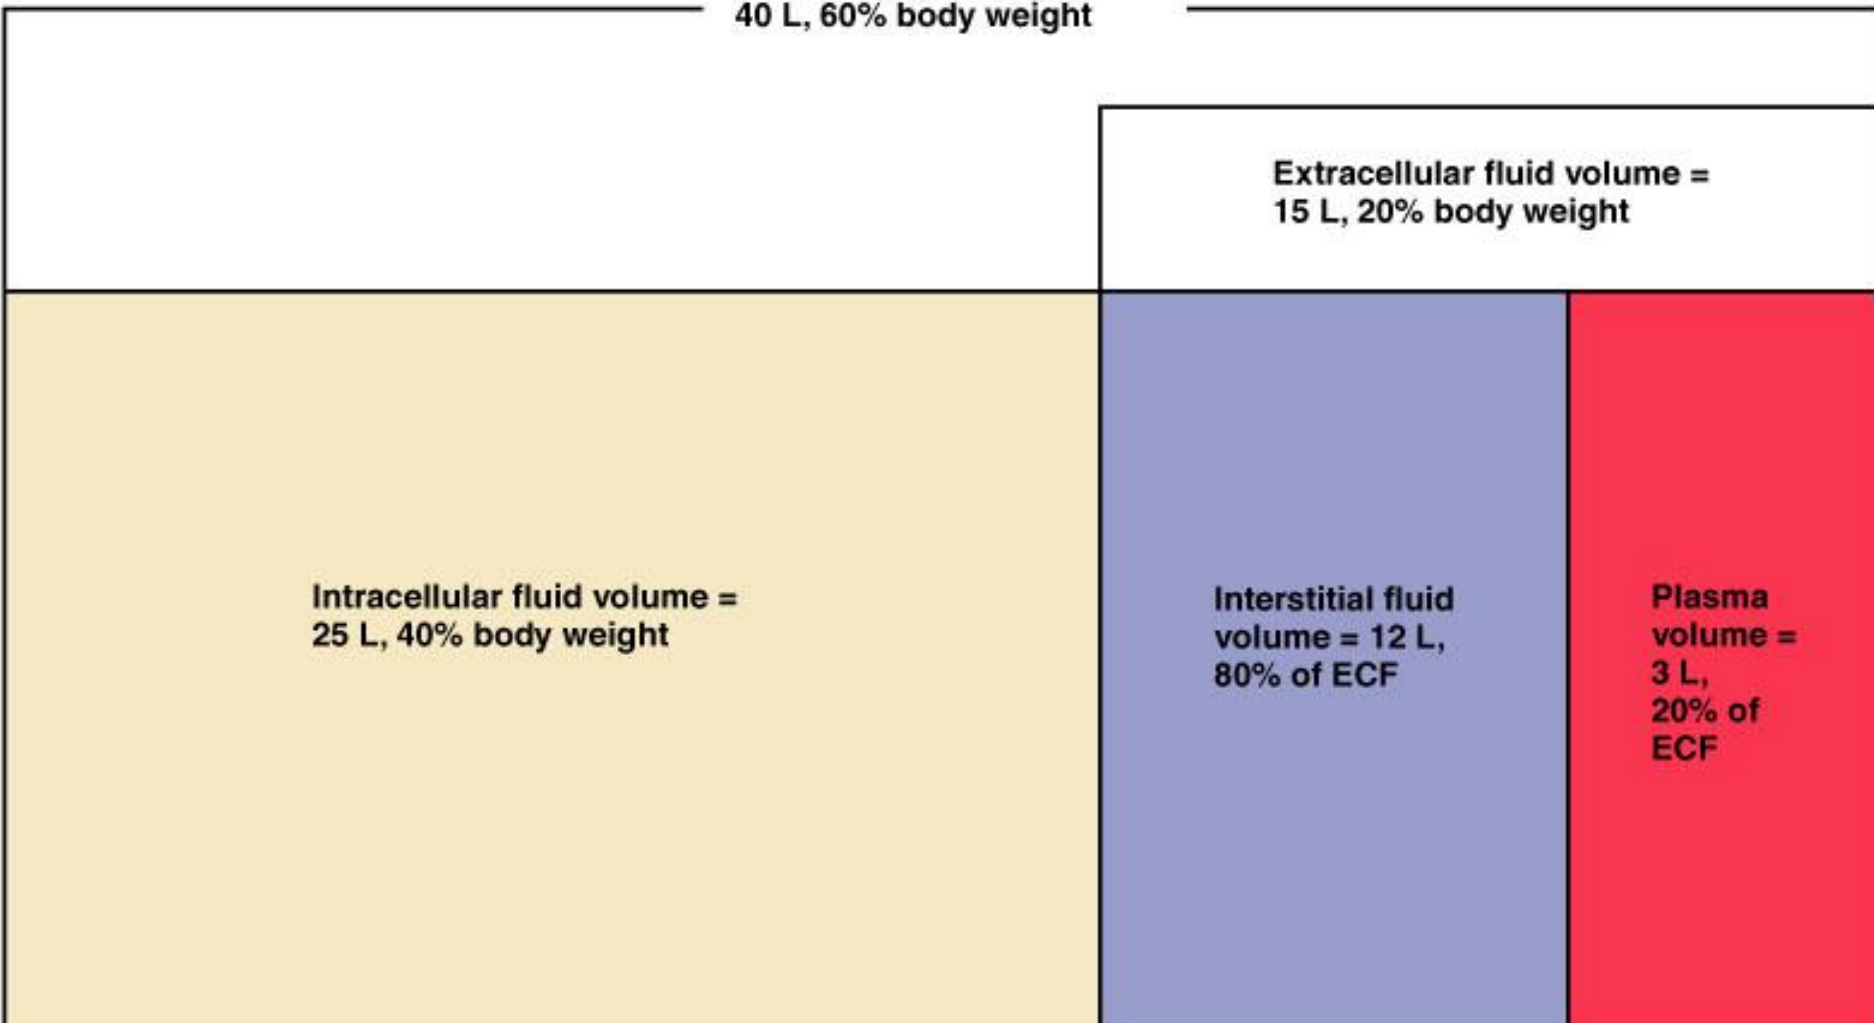 40 L, 60% body weight
Extracellular fluid volume =
15 L, 20% body weight
Intracellular fluid volume =
25 L, 40% body weight
Interstitial fluid
volume = 12 L,
80% of ECF
Plasma
volume =
3 L,
20% of
ECF